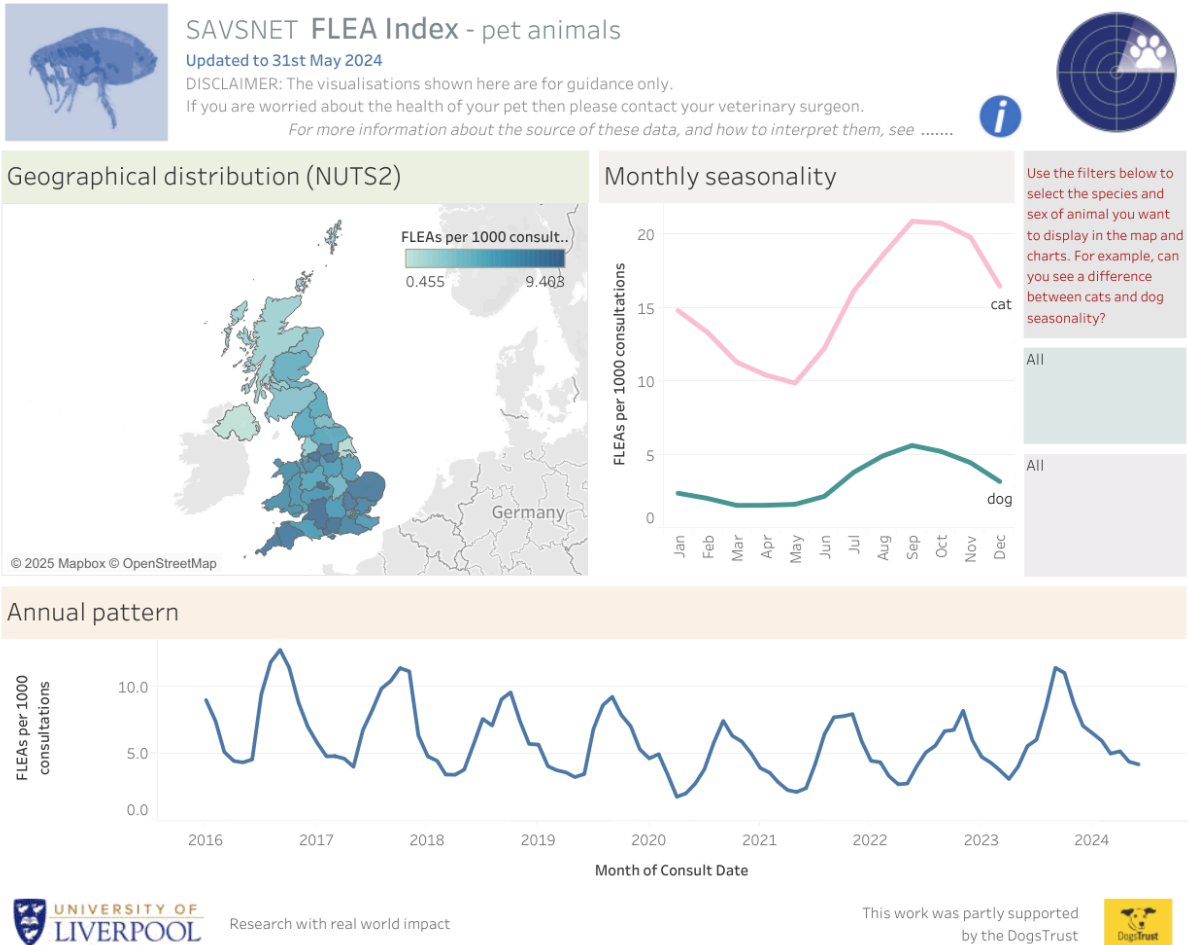 SAVSNET FLEA Index - pet animals
Updated to 31st May 2024
DISCLAIMER: The visualisations shown here are for guidance only.
If you are worried about the health of your pet then please contact your veterinary surgeon.
For more information about the source of these data, and how to interpret them, see .......
i
Geographical distribution (NUTS2)
FLEAs per 1000 consult..
0.455 9.403
Germany
© 2025 Mapbox © OpenStreetMap
Monthly seasonality
FLEAs per 1000 consultations
20
15
10
5
0
cat
dog
Jan Feb Mar Apr May Jun Jul Aug Sep Oct Nov Dec
Use the filters below to
select the species and
sex of animal you want
to display in the map and
charts. For example, can
you see a difference
between cats and dog
seasonality?
All
All
Annual pattern
FLEAs per 1000
consultations
10.0
5.0
0.0
2016 2017 2018 2019 2020 2021 2022 2023 2024
Month of Consult Date
UNIVERSITY OF
LIVERPOOL
Research with real world impact
This work was partly supported
by the DogsTrust
DogsTrust